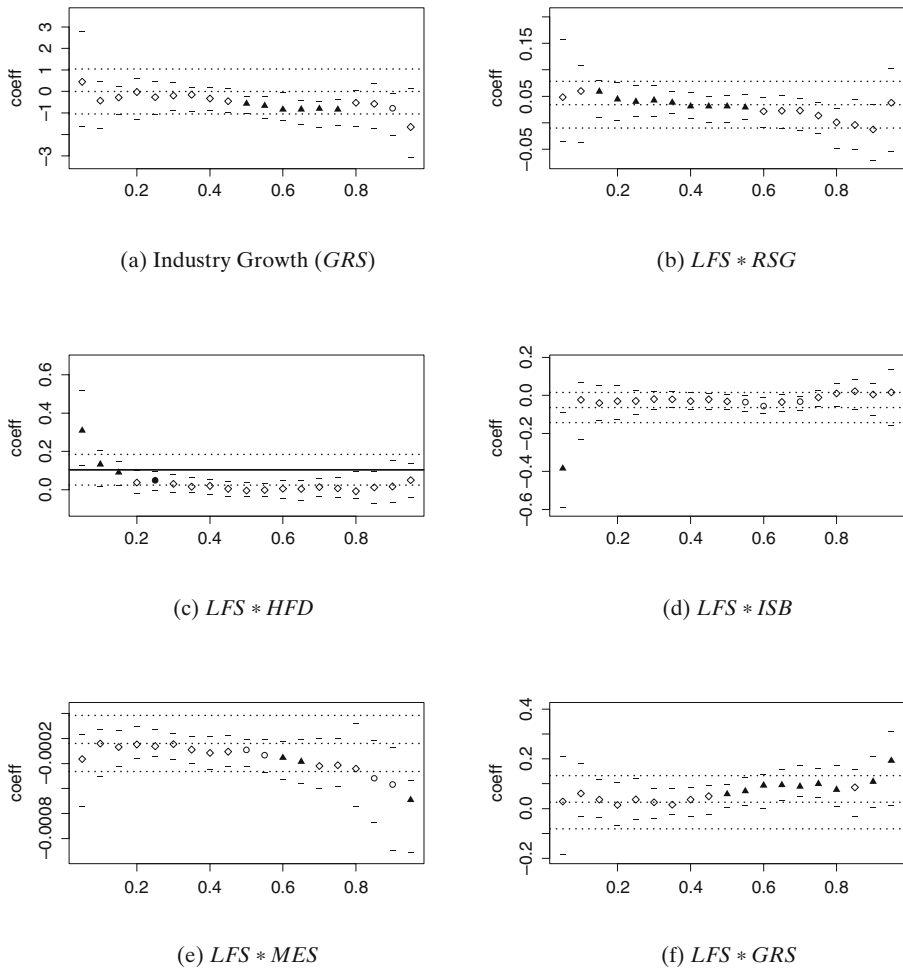 coeff
3
1
−1
−3
0.2 0.4 0.6 0.8
(a) Industry Growth (GRS)
coeff
0.05
−0.05
0.2 0.4 0.6 0.8
(b) LFS ∗ RSG
coeff
0.6
0.4
0.2
0.0
0.2 0.4 0.6 0.8
(c) LFS ∗ HFD
coeff
0.2
0.0
−0.2
−0.4
−0.6
0.2 0.4 0.6 0.8
(d) LFS ∗ ISB
coeff
−0.0002
−0.0008
0.2 0.4 0.6 0.8
(e) LFS ∗ MES
coeff
0.4
0.2
0.0
−0.2
0.2 0.4 0.6 0.8
(f) LFS ∗ GRS